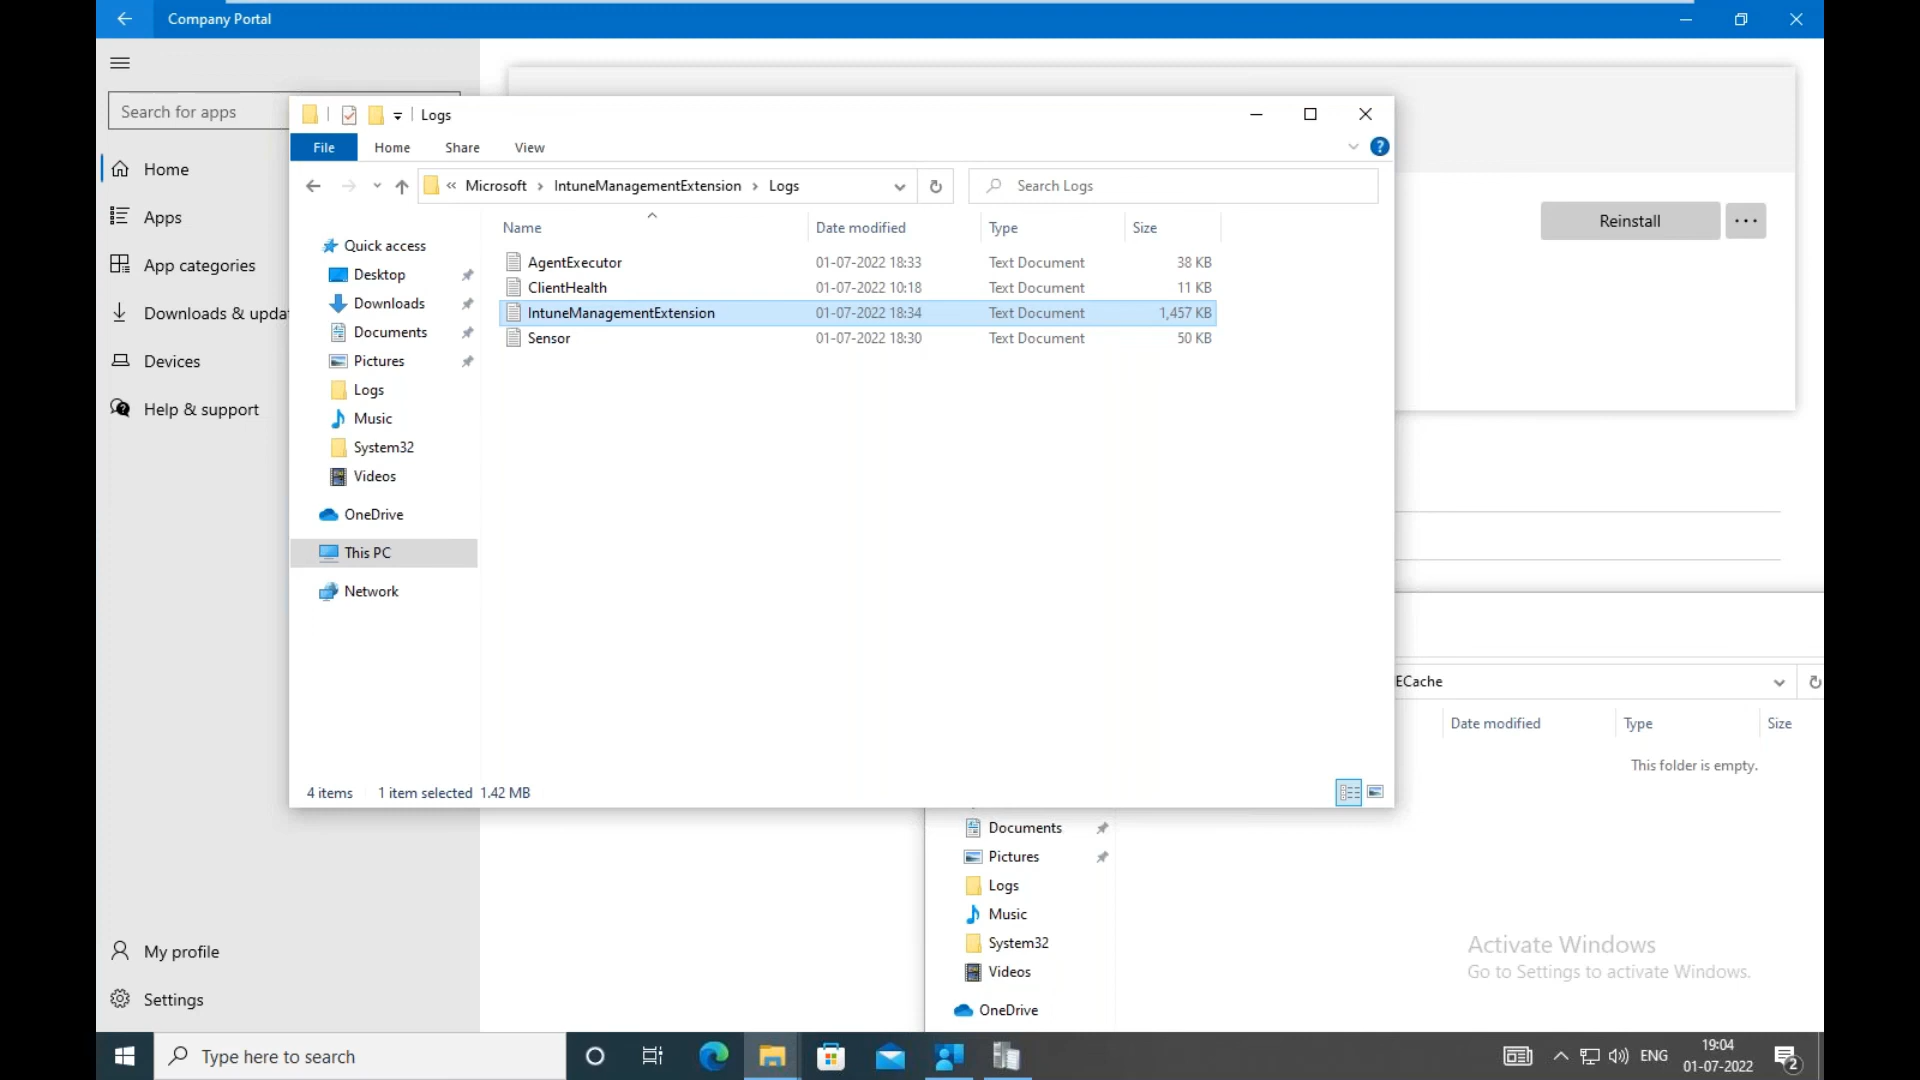 Company Portal
Search for apps
Home
Apps
App categories
Downloads & updat
Devices
Help & support
My profile
Settings
Logs
File Home Share View
« Microsoft › IntuneManagementExtension › Logs
Search Logs
Name Date modified Type Size
AgentExecutor 01-07-2022 18:33 Text Document 38 KB
ClientHealth 01-07-2022 10:18 Text Document 11 KB
IntuneManagementExtension 01-07-2022 18:34 Text Document 1,457 KB
Sensor 01-07-2022 18:30 Text Document 50 KB
Quick access
Desktop
Downloads
Documents
Pictures
Logs
Music
System32
Videos
OneDrive
This PC
Network
4 items 1 item selected 1.42 MB
Reinstall
ECache
Date modified Type Size
This folder is empty.
Documents
Pictures
Logs
Music
System32
Videos
OneDrive
Activate Windows
Go to Settings to activate Windows.
Type here to search
ENG
19:04
01-07-2022
2